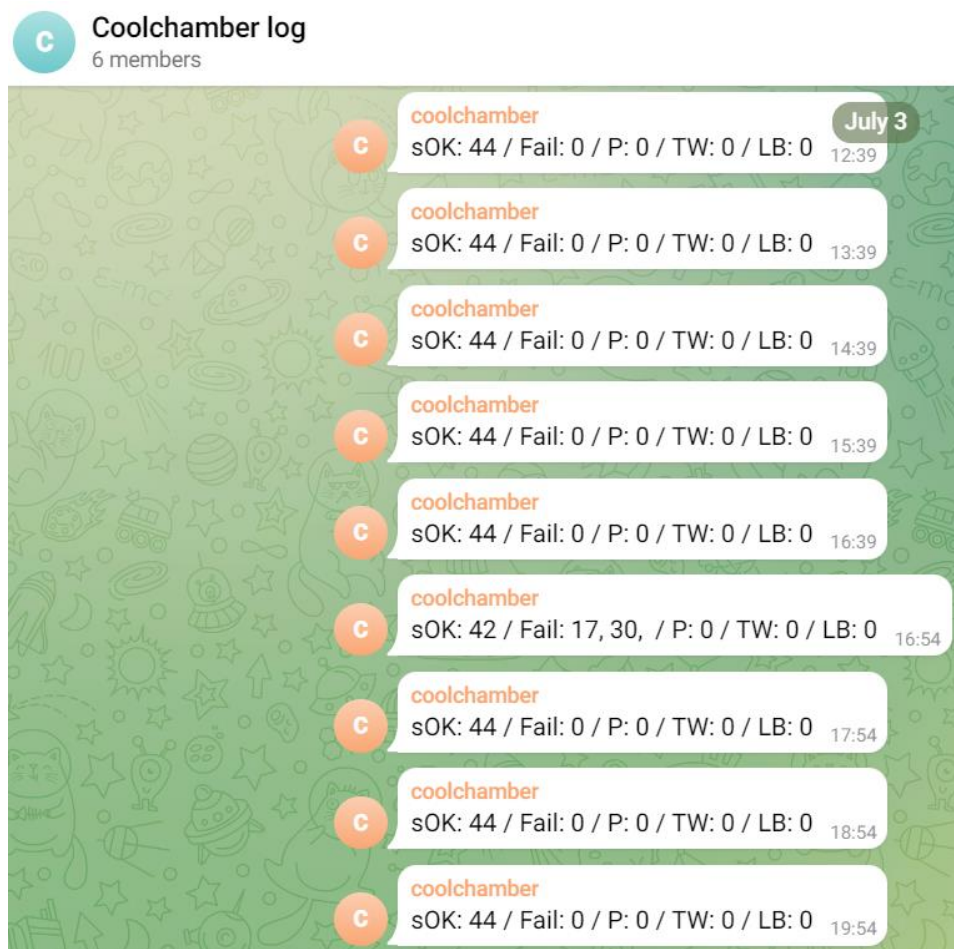 C
Coolchamber log
6 members
July 3
coolchamber
C
sOK: 44 / Fail: 0 / P: 0 / TW: 0 / LB: 0 12:39
coolchamber
C
sOK: 44 / Fail: 0 / P: 0 / TW: 0 / LB: 0 13:39
coolchamber
C
sOK: 44 / Fail: 0 / P: 0 / TW: 0 / LB: 0 14:39
coolchamber
C
sOK: 44 / Fail: 0 / P: 0 / TW: 0 / LB: 0 15:39
coolchamber
C
sOK: 44 / Fail: 0 / P: 0 / TW: 0 / LB: 0 16:39
coolchamber
C
sOK: 42 / Fail: 17, 30, / P: 0 / TW: 0 / LB: 0 16:54
coolchamber
C
sOK: 44 / Fail: 0 / P: 0 / TW: 0 / LB: 0 17:54
coolchamber
C
sOK: 44 / Fail: 0 / P: 0 / TW: 0 / LB: 0 18:54
coolchamber
C
sOK: 44 / Fail: 0 / P: 0 / TW: 0 / LB: 0 19:54